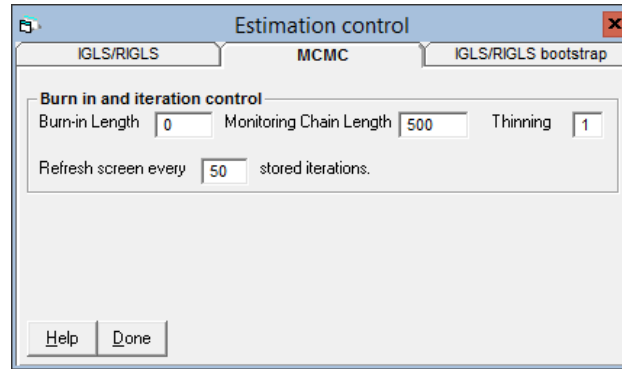 Estimation control
IGLS/RIGLS MCMC IGLS/RIGLS bootstrap
Burn in and iteration control
Burn-in Length 0 Monitoring Chain Length 500 Thinning 1
Refresh screen every 50 stored iterations.
Help Done